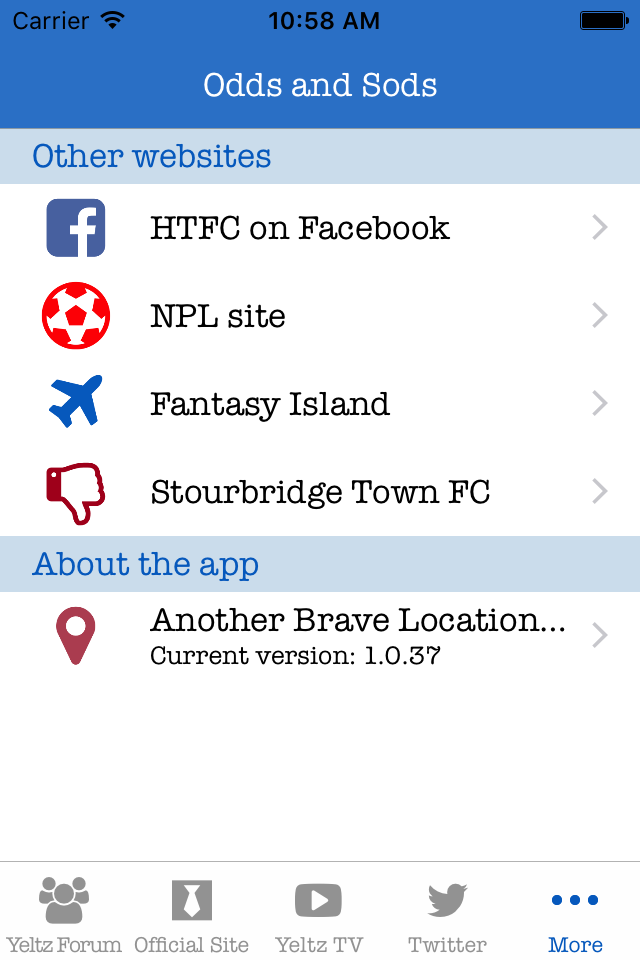 Carrier 10:58 AM
Odds and Sods
Other websites
HTFC on Facebook
NPL site
Fantasy Island
Stourbridge Town FC
About the app
Another Brave Location...
Current version: 1.0.37
Yeltz Forum Official Site Yeltz TV Twitter More